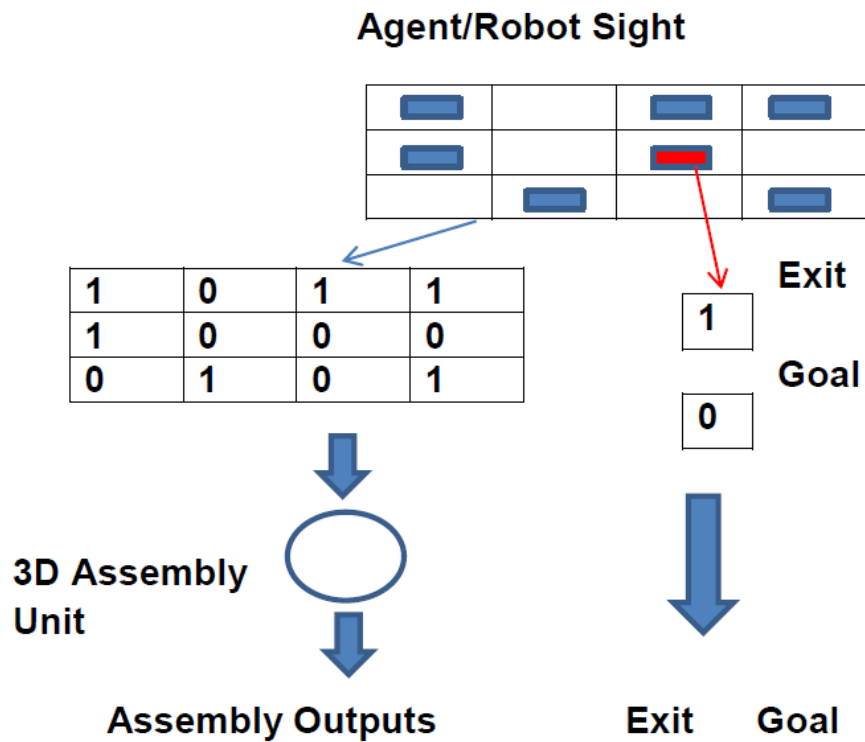 Agent/Robot Sight
1 0 1 1
1 0 0 0
0 1 0 1
Exit
1
Goal
0
3D Assembly
Unit
Assembly Outputs
Exit Goal